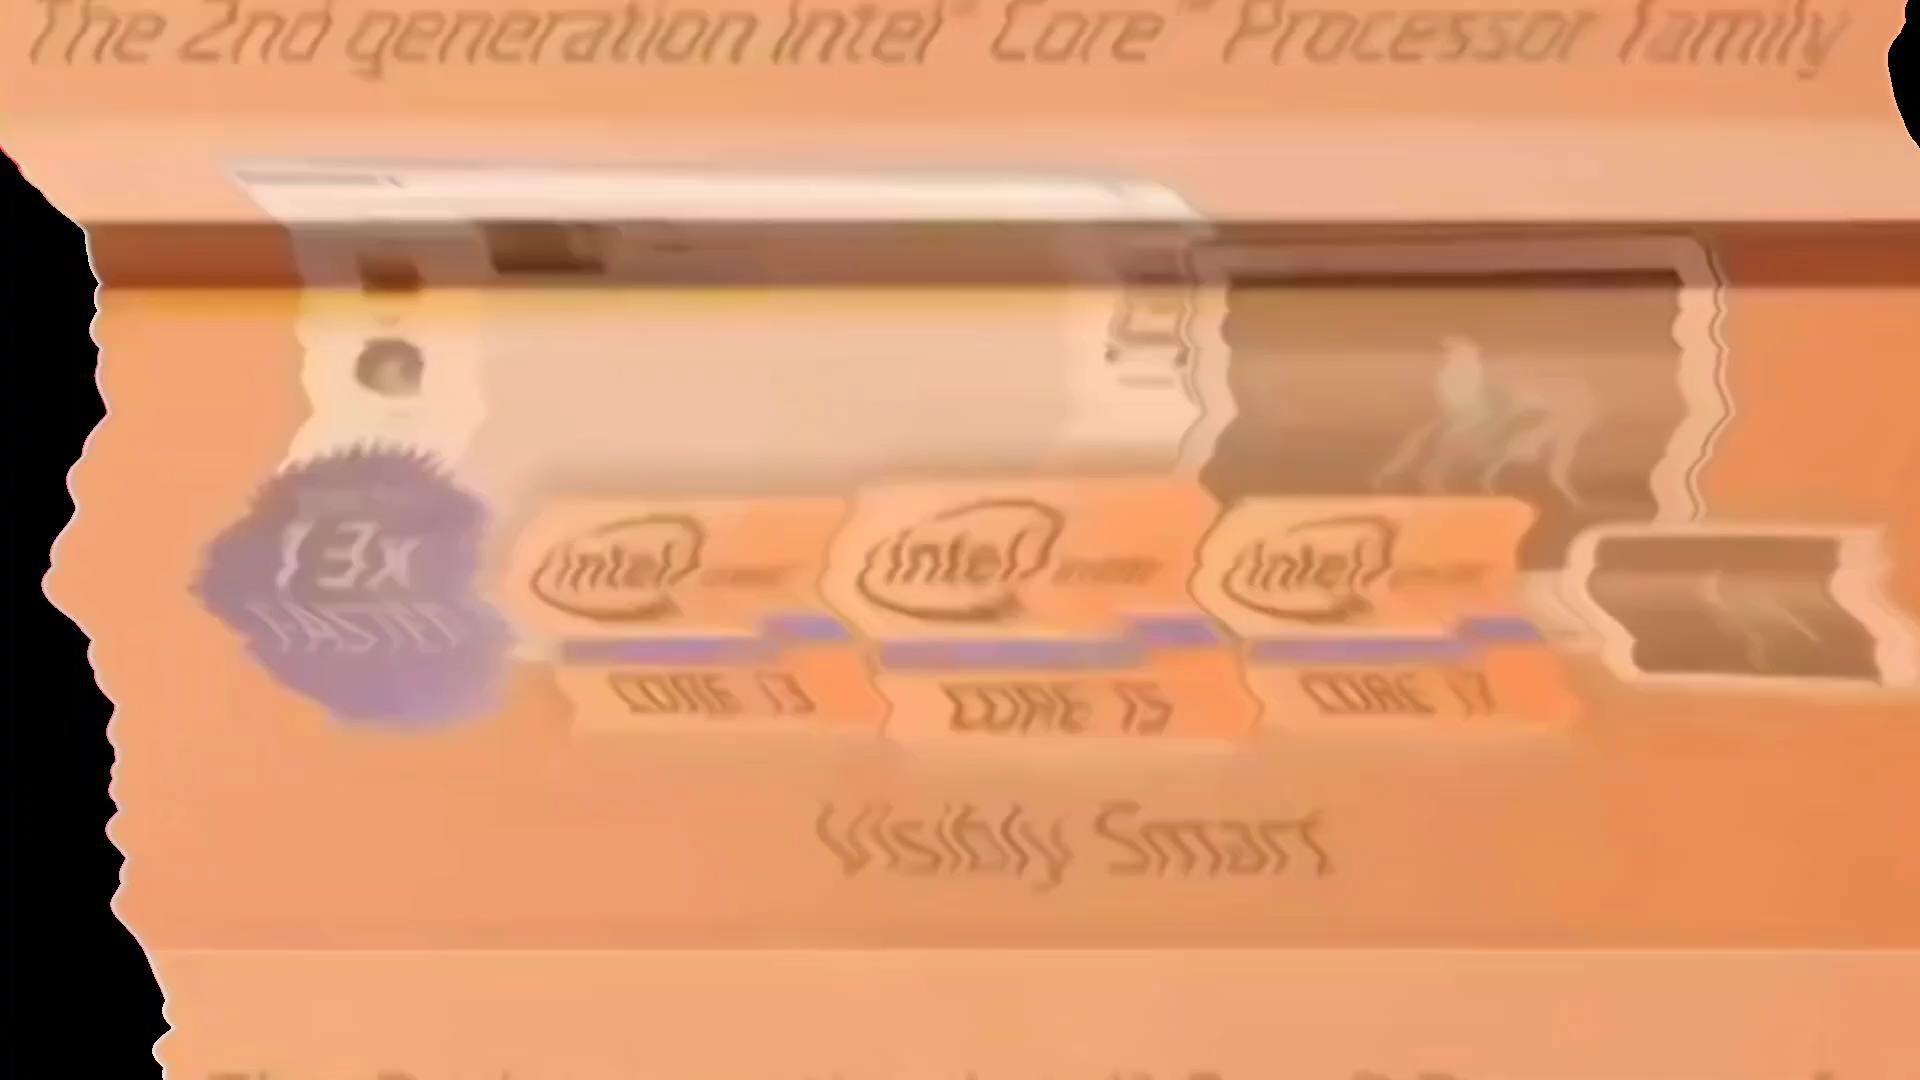 The 2nd generation Intel® Core™ Processor family
13x
FASTER
intel
intel
intel
CORE i3
CORE i5
CORE i7
Visibly Smart